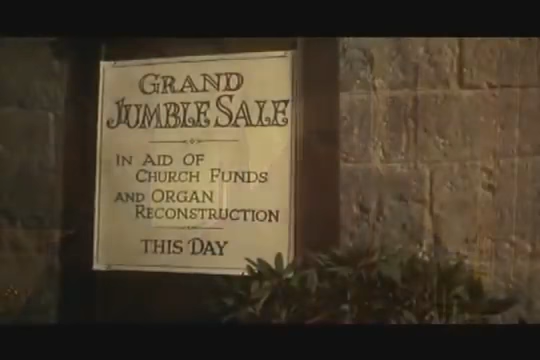 GRAND
JUMBLE SALE
IN AID OF
CHURCH FUNDS
AND ORGAN
RECONSTRUCTION
THIS DAY